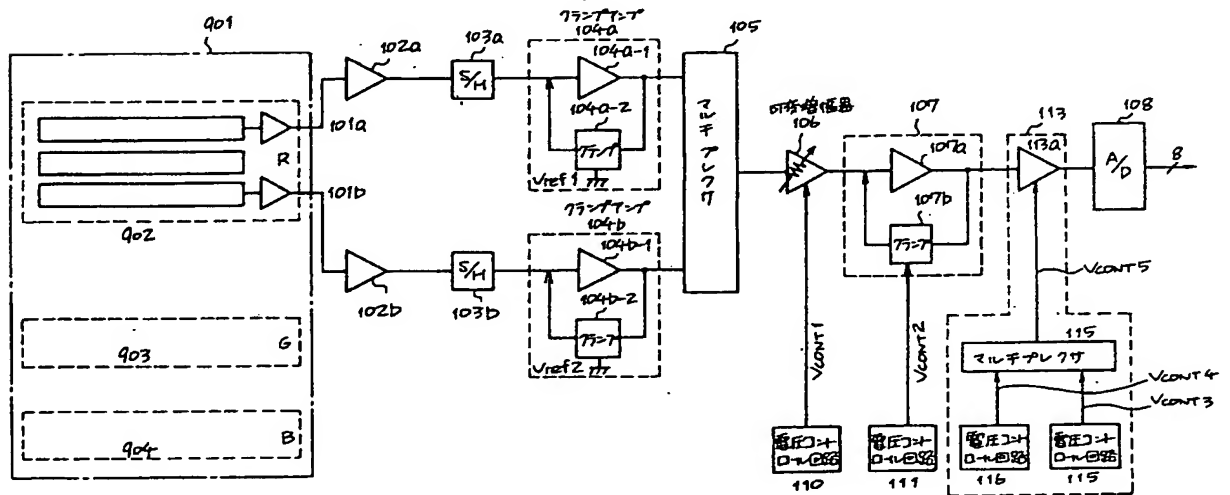 901
902
R
903
G
904
B
101a
101b
102a
102b
103a
S/H
103b
S/H
クランプアンプ
104a
104a-1
104a-2
クランプ
Vref1
クランプアンプ
104b
104b-1
104b-2
クランプ
Vref2
105
マルチプレクサ
可変増幅器
106
107
107a
107b
クランプ
113
113a
108
A/D
8
VCONT1
VCONT2
VCONT5
115
マルチプレクサ
VCONT4
VCONT3
電圧コント
ロール回路
110
電圧コント
ロール回路
111
電圧コント
ロール回路
116
電圧コント
ロール回路
115